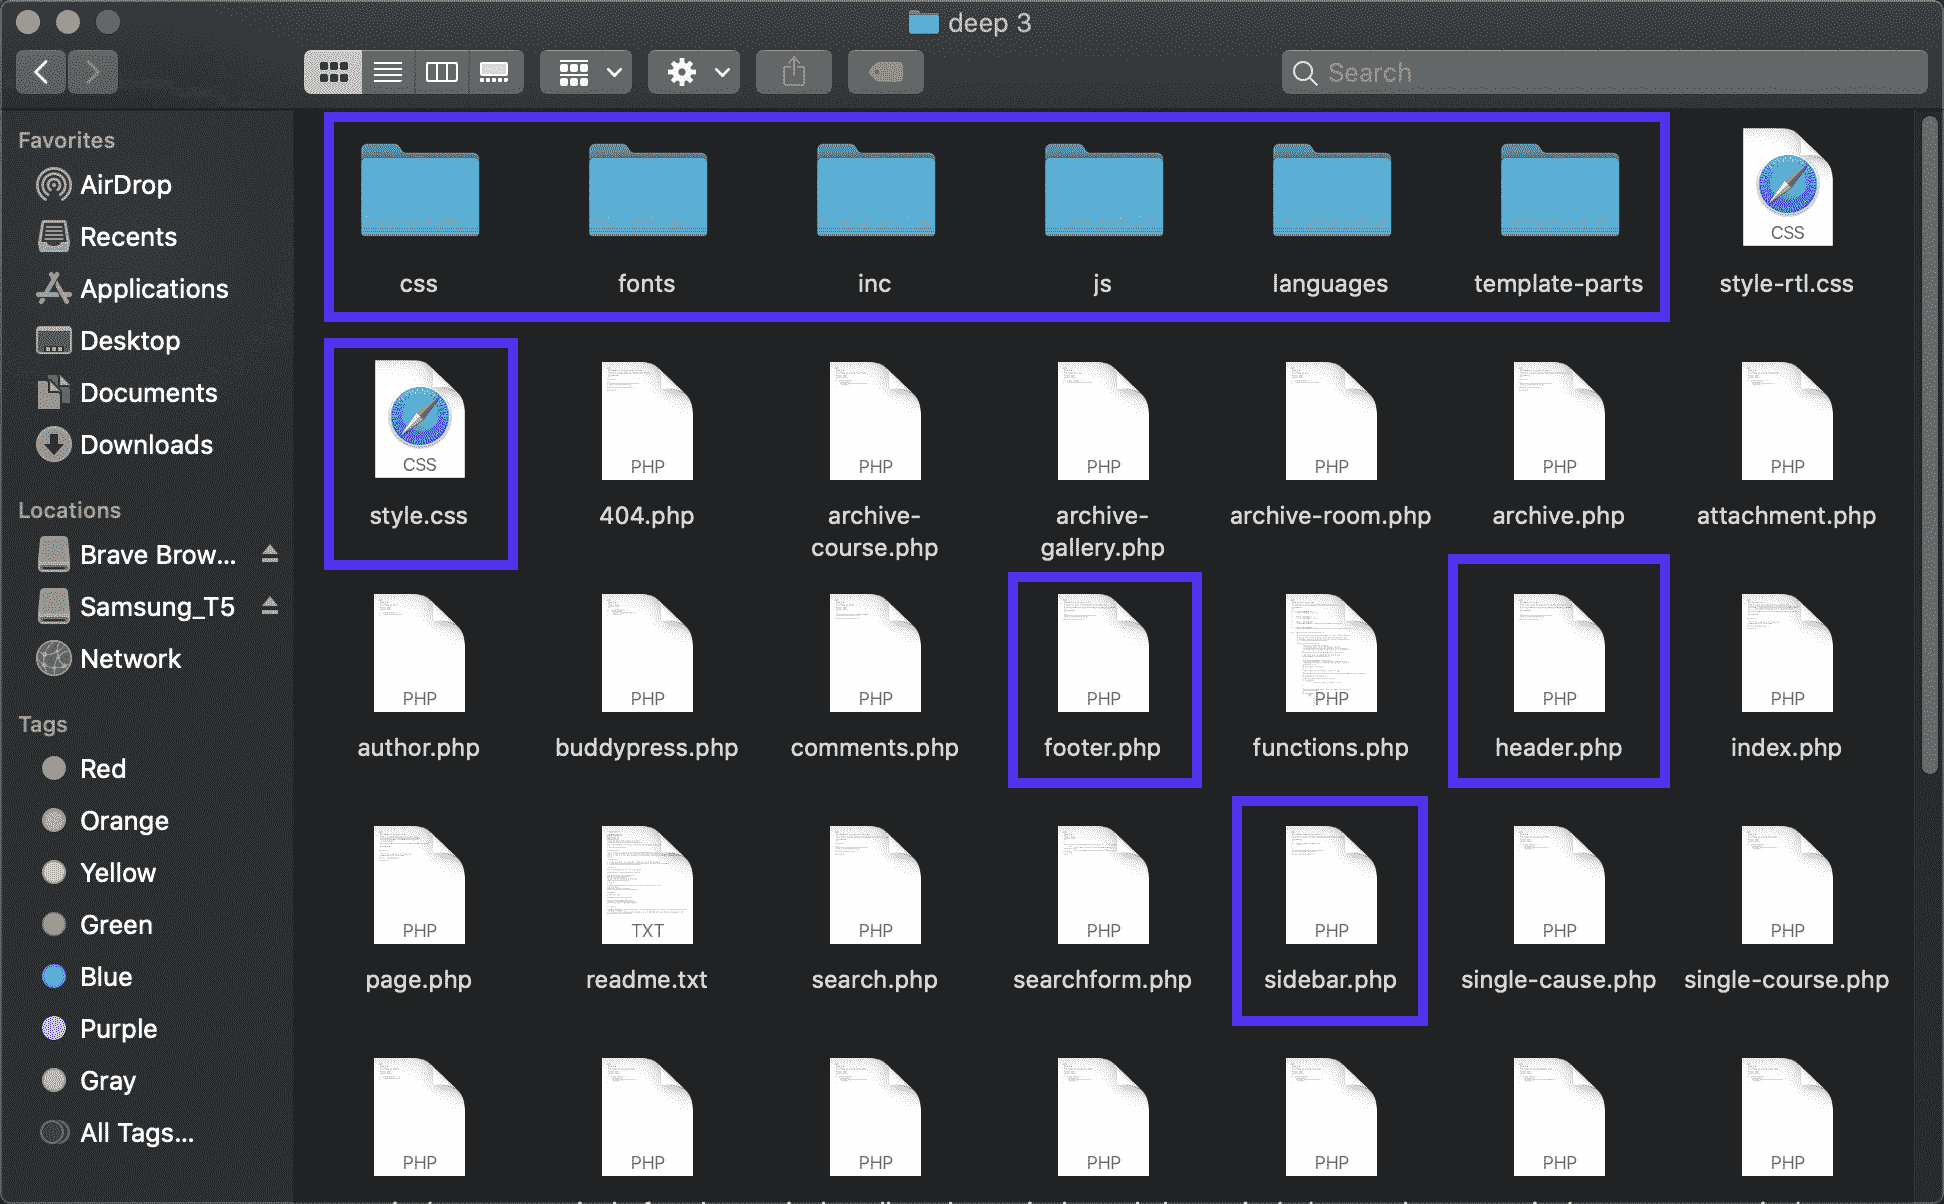 deep 3
Search
Favorites
AirDrop
Recents
Applications
Desktop
Documents
Downloads
Locations
Brave Brow...
Samsung_T5
Network
Tags
Red
Orange
Yellow
Green
Blue
Purple
Gray
All Tags...
css
fonts
inc
js
languages
template-parts
CSS
style-rtl.css
CSS
style.css
PHP
404.php
PHP
archive-
course.php
PHP
archive-
gallery.php
PHP
archive-room.php
PHP
archive.php
PHP
attachment.php
PHP
author.php
PHP
buddypress.php
PHP
comments.php
PHP
footer.php
PHP
functions.php
PHP
header.php
PHP
index.php
PHP
page.php
TXT
readme.txt
PHP
search.php
PHP
searchform.php
PHP
sidebar.php
PHP
single-cause.php
PHP
single-course.php
PHP
PHP
PHP
PHP
PHP
PHP
PHP